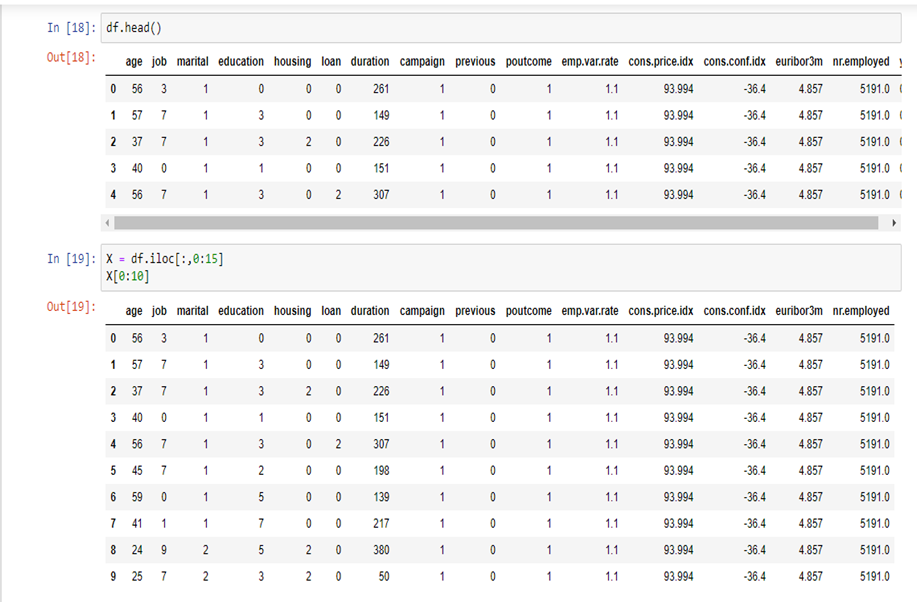 In [18]: df.head()
Out[18]:
age job marital education housing loan duration campaign previous poutcome emp.var.rate cons.price.idx cons.conf.idx euribor3m nr.employed
0 56 3 1 0 0 0 261 1 0 1 1.1 93.994 -36.4 4.857 5191.0
1 57 7 1 3 0 0 149 1 0 1 1.1 93.994 -36.4 4.857 5191.0
2 37 7 1 3 2 0 226 1 0 1 1.1 93.994 -36.4 4.857 5191.0
3 40 0 1 1 0 0 151 1 0 1 1.1 93.994 -36.4 4.857 5191.0
4 56 7 1 3 0 2 307 1 0 1 1.1 93.994 -36.4 4.857 5191.0
In [19]: X = df.iloc[:,0:15]
X[0:10]
Out[19]:
age job marital education housing loan duration campaign previous poutcome emp.var.rate cons.price.idx cons.conf.idx euribor3m nr.employed
0 56 3 1 0 0 0 261 1 0 1 1.1 93.994 -36.4 4.857 5191.0
1 57 7 1 3 0 0 149 1 0 1 1.1 93.994 -36.4 4.857 5191.0
2 37 7 1 3 2 0 226 1 0 1 1.1 93.994 -36.4 4.857 5191.0
3 40 0 1 1 0 0 151 1 0 1 1.1 93.994 -36.4 4.857 5191.0
4 56 7 1 3 0 2 307 1 0 1 1.1 93.994 -36.4 4.857 5191.0
5 45 7 1 2 0 0 198 1 0 1 1.1 93.994 -36.4 4.857 5191.0
6 59 0 1 5 0 0 139 1 0 1 1.1 93.994 -36.4 4.857 5191.0
7 41 1 1 7 0 0 217 1 0 1 1.1 93.994 -36.4 4.857 5191.0
8 24 9 2 5 2 0 380 1 0 1 1.1 93.994 -36.4 4.857 5191.0
9 25 7 2 3 2 0 50 1 0 1 1.1 93.994 -36.4 4.857 5191.0